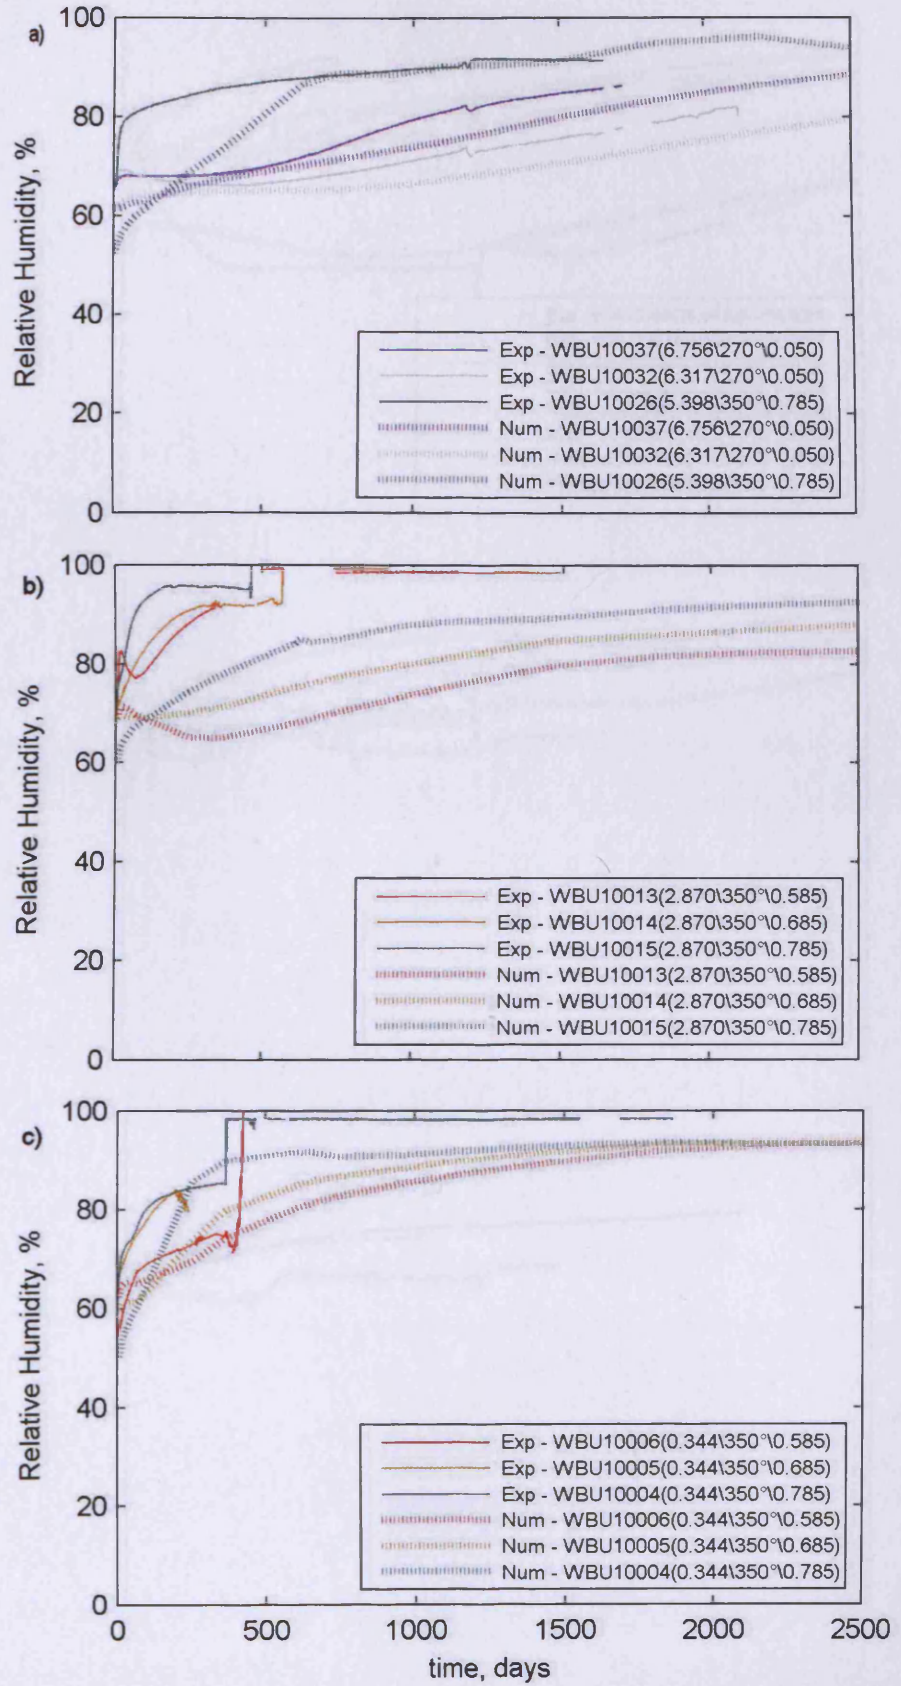 a)
100
80
60
40
20
0
Relative Humidity, %
Exp - WBU10037(6.756\270°\0.050)
Exp - WBU10032(6.317\270°\0.050)
Exp - WBU10026(5.398\350°\0.785)
Num - WBU10037(6.756\270°\0.050)
Num - WBU10032(6.317\270°\0.050)
Num - WBU10026(5.398\350°\0.785)
b)
100
80
60
40
20
0
Relative Humidity, %
Exp - WBU10013(2.870\350°\0.585)
Exp - WBU10014(2.870\350°\0.685)
Exp - WBU10015(2.870\350°\0.785)
Num - WBU10013(2.870\350°\0.585)
Num - WBU10014(2.870\350°\0.685)
Num - WBU10015(2.870\350°\0.785)
c)
100
80
60
40
20
0
Relative Humidity, %
Exp - WBU10006(0.344\350°\0.585)
Exp - WBU10005(0.344\350°\0.685)
Exp - WBU10004(0.344\350°\0.785)
Num - WBU10006(0.344\350°\0.585)
Num - WBU10005(0.344\350°\0.685)
Num - WBU10004(0.344\350°\0.785)
0 500 1000 1500 2000 2500
time, days